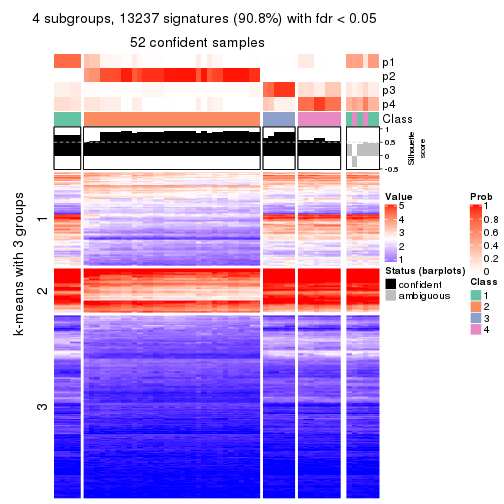 4 subgroups, 13237 signatures (90.8%) with fdr < 0.05
52 confident samples
p1
p2
p3
p4
Class
1
0.5
0
-0.5
Silhouette
score
k-means with 3 groups
1
2
3
Value
5
4
3
2
1
Status (barplots)
confident
ambiguous
Prob
1
0.8
0.6
0.4
0.2
0
Class
1
2
3
4